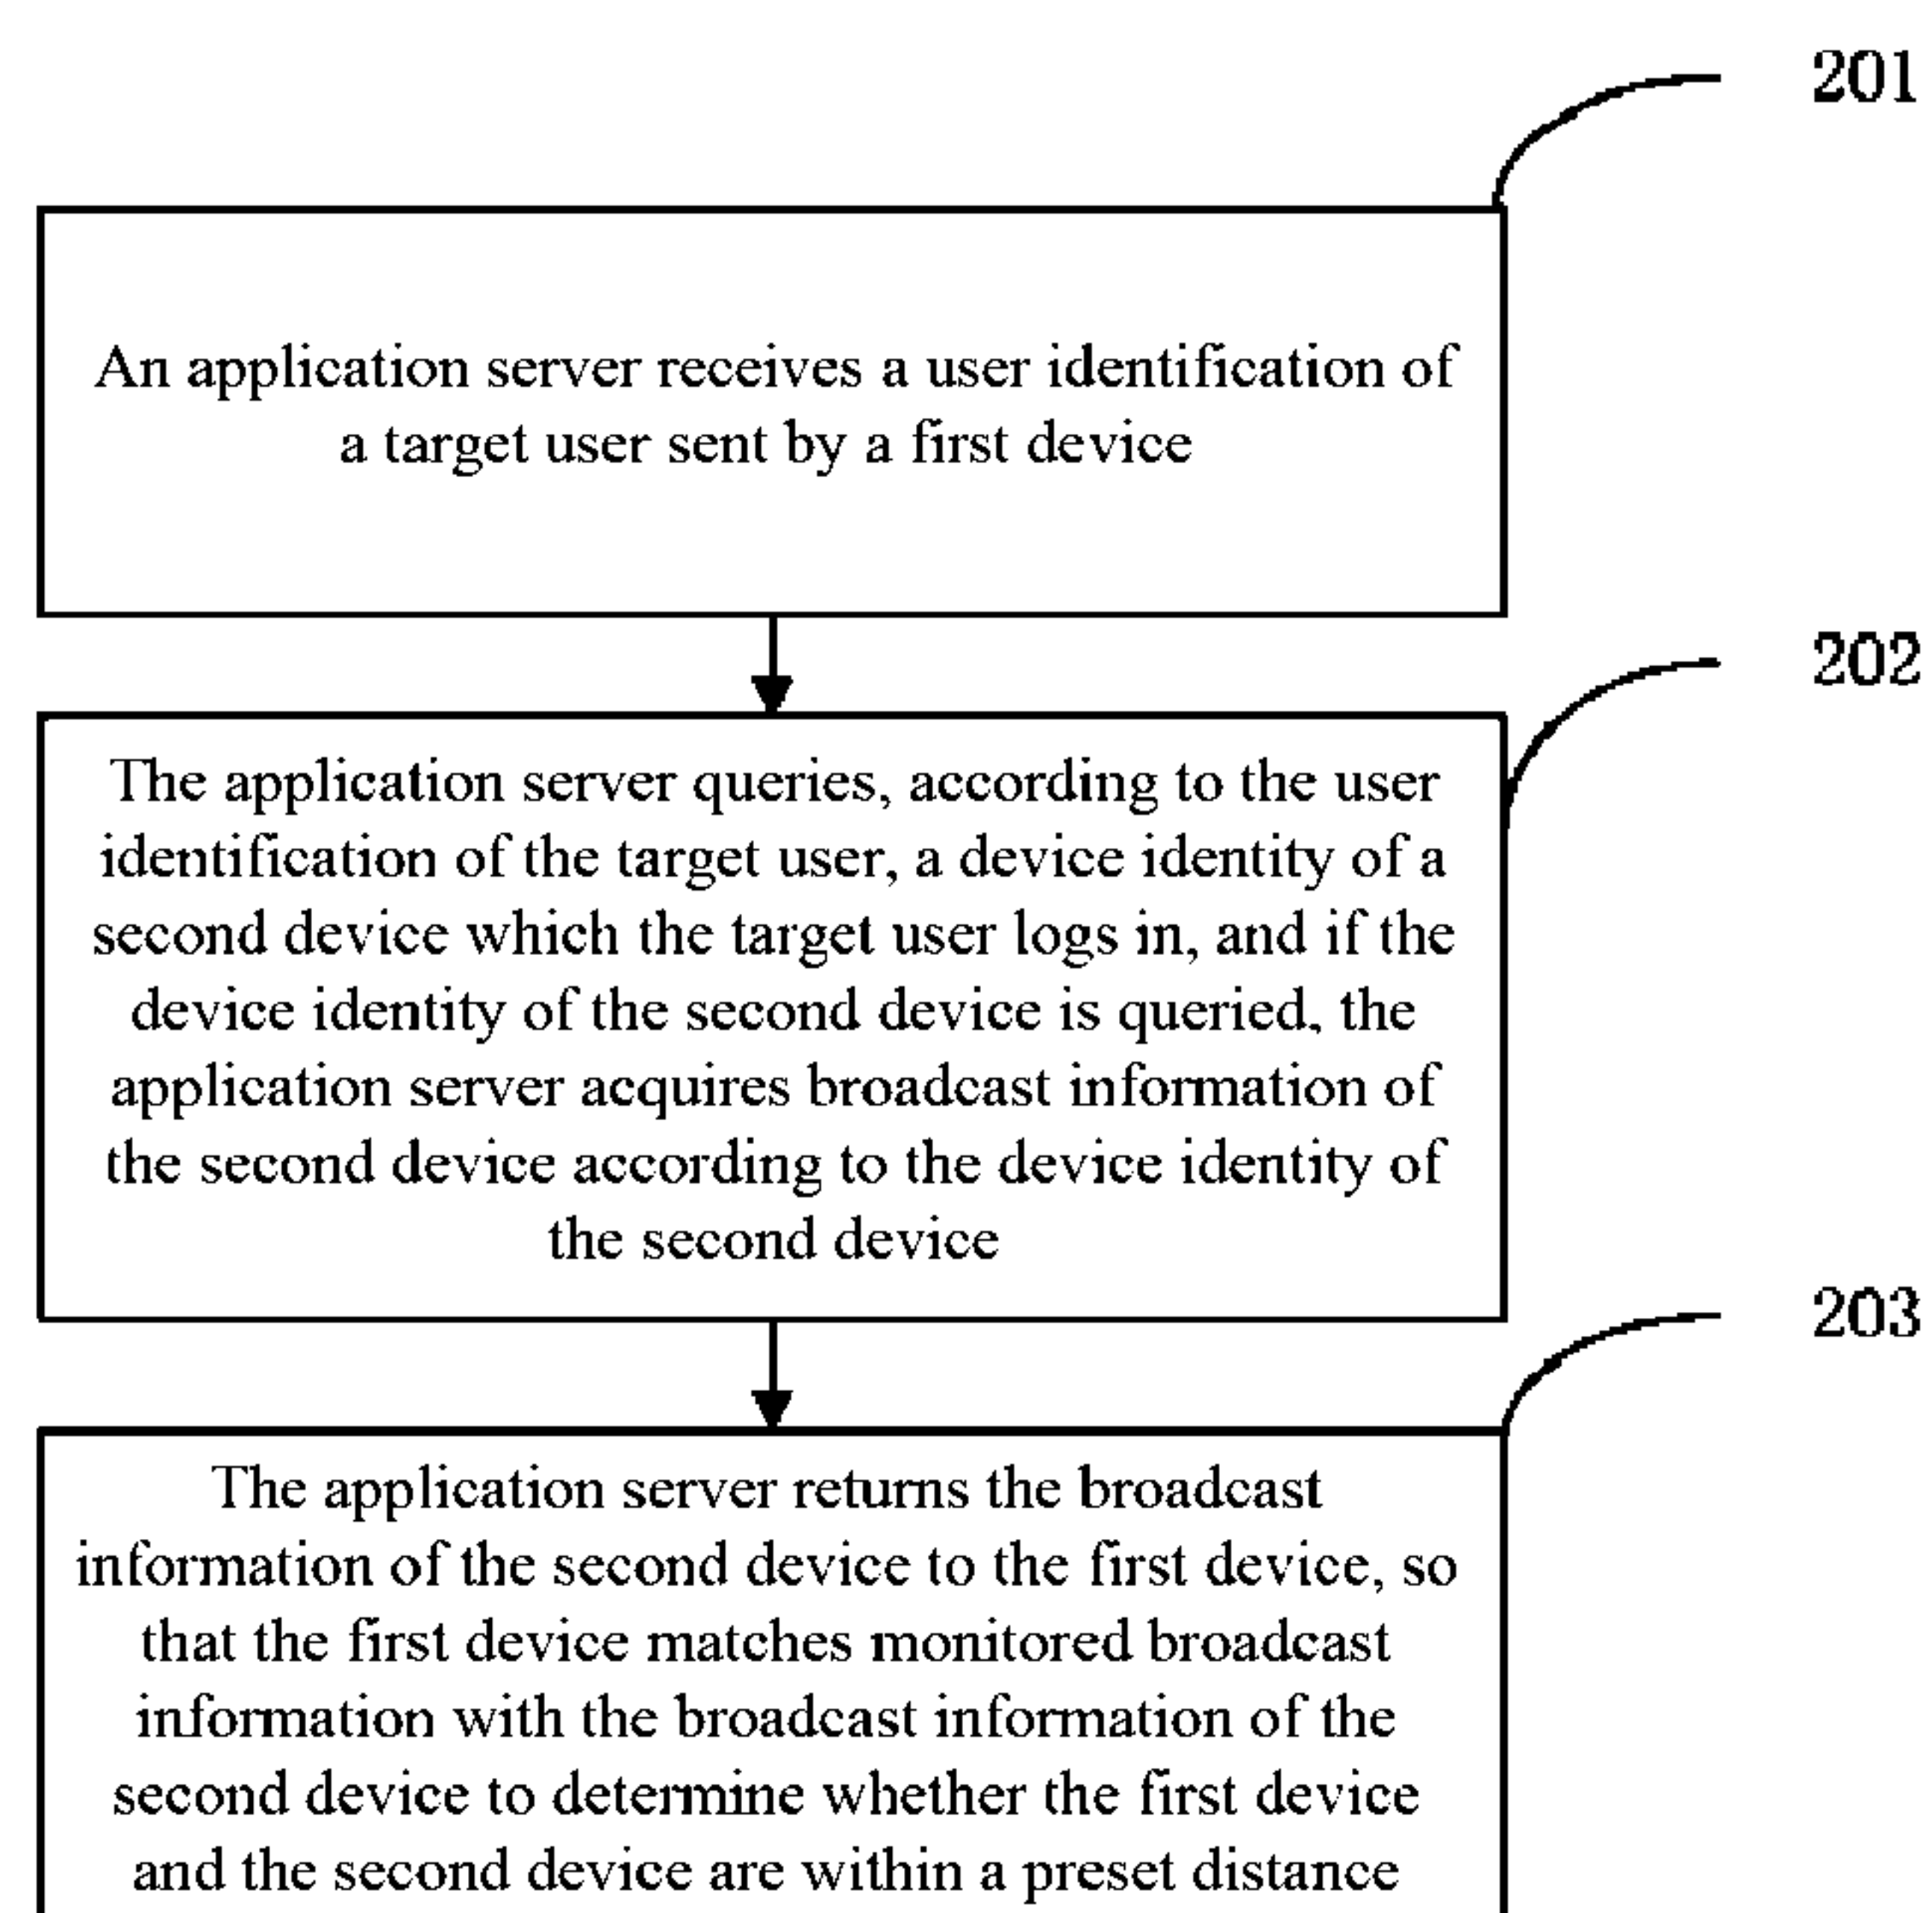 201
An application server receives a user identification of
a target user sent by a first device
202
The application server queries, according to the user
identification of the target user, a device identity of a
second device which the target user logs in, and if the
device identity of the second device is queried, the
application server acquires broadcast information of
the second device according to the device identity of
the second device
203
The application server returns the broadcast
information of the second device to the first device, so
that the first device matches monitored broadcast
information with the broadcast information of the
second device to determine whether the first device
and the second device are within a preset distance